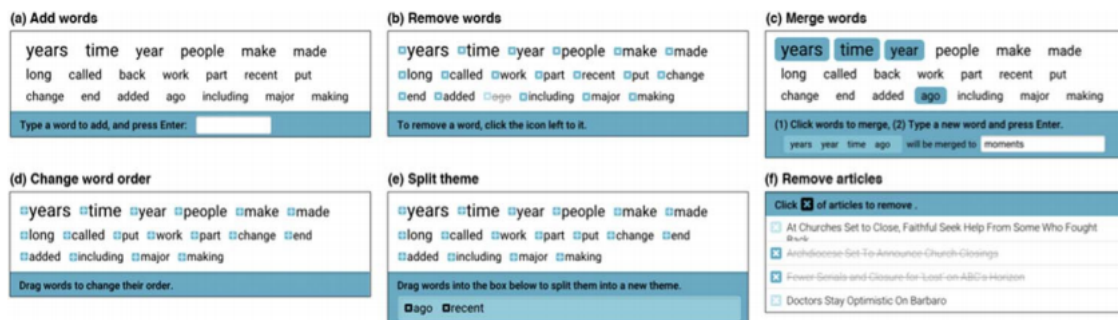 (a) Add words
years time year people make made
long called back work part recent put
change end added ago including major making
Type a word to add, and press Enter:
(b) Remove words
years time year people make made
long called work part recent put change
end added ago including major making
To remove a word, click the icon left to it.
(c) Merge words
years time year people make made
long called back work part recent put
change end added ago including major making
(1) Click words to merge, (2) Type a new word and press Enter.
years year time ago will be merged to moments
(d) Change word order
years time year people make made
long called put work part change end
added including major making
Drag words to change their order.
(e) Split theme
years time year people make made
long called work part put change end
added including major making
Drag words into the box below to split them into a new theme.
ago recent
(f) Remove articles
Click of articles to remove .
At Churches Set to Close, Faithful Seek Help From Some Who Fought
Back
Archdiocese Set To Announce Church Closings
Fewer Serials and Closure for 'Lost' on ABC's Horizon
Doctors Stay Optimistic On Barbaro